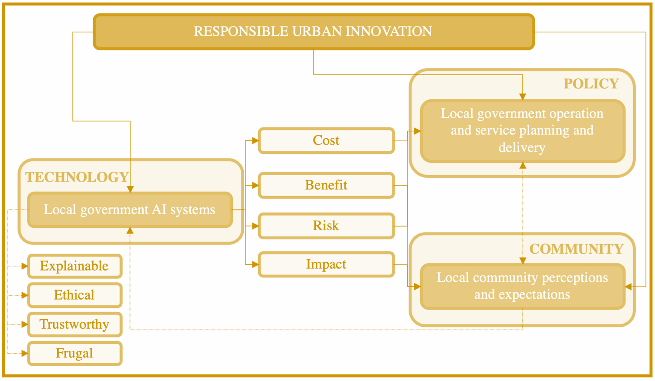 RESPONSIBLE URBAN INNOVATION
POLICY
Local government operation
and service planning and
delivery
Cost
TECHNOLOGY
Benefit
Local government AI systems
Risk
COMMUNITY
Impact
Local community perceptions
and expectations
Explainable
Ethical
Trustworthy
Frugal